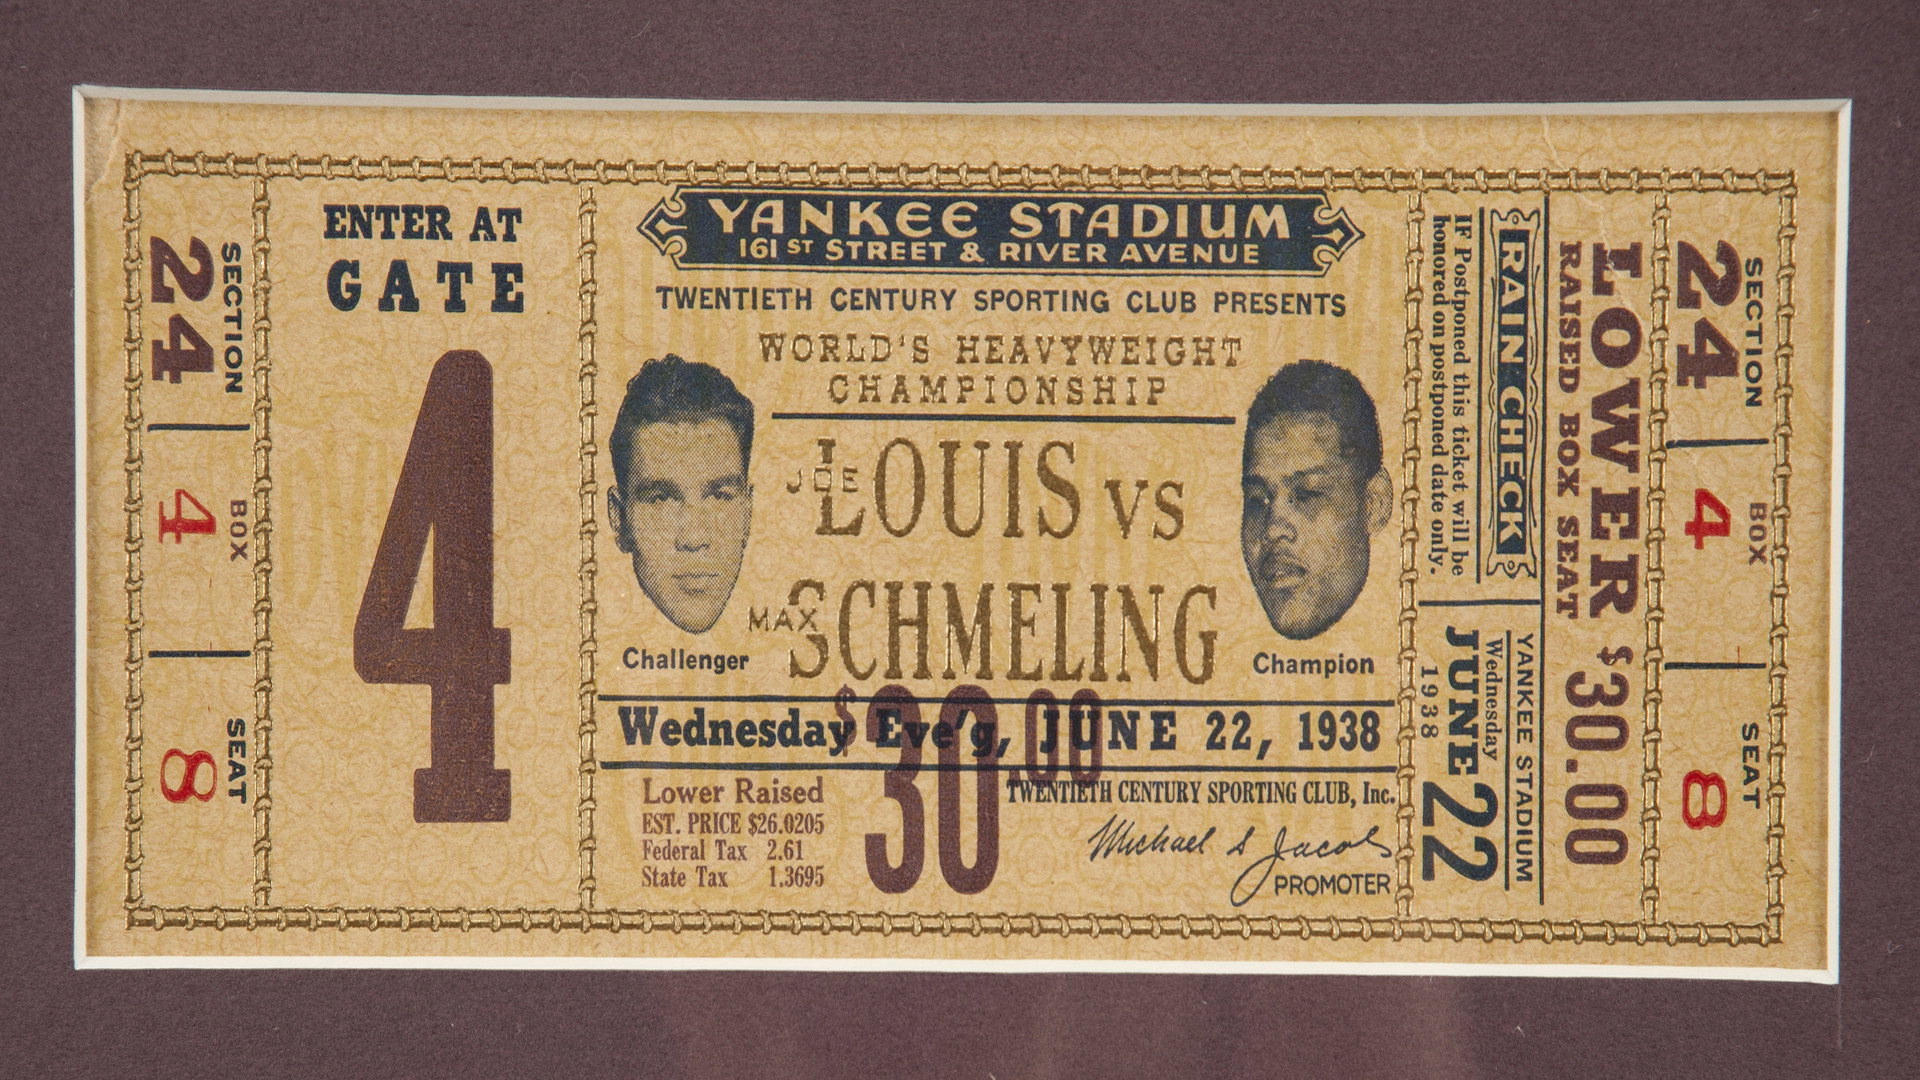 SECTION
24
BOX
4
SEAT
8
ENTER AT
GATE
4
YANKEE STADIUM
161 ST STREET & RIVER AVENUE
TWENTIETH CENTURY SPORTING CLUB PRESENTS
WORLD'S HEAVYWEIGHT
CHAMPIONSHIP
JOE LOUIS VS
MAX SCHMELING
Challenger
Champion
Wednesday Eve'g, JUNE 22, 1938
$30.00
Lower Raised
EST. PRICE $26.0205
Federal Tax 2.61
State Tax 1.3695
TWENTIETH CENTURY SPORTING CLUB, Inc.
Michael S Jacobs
PROMOTER
RAIN CHECK
IF Postponed this ticket will be
honored on postponed date only.
YANKEE STADIUM
Wednesday
JUNE 22
1938
LOWER $30.00
RAISED BOX SEAT
SECTION
24
BOX
4
SEAT
8